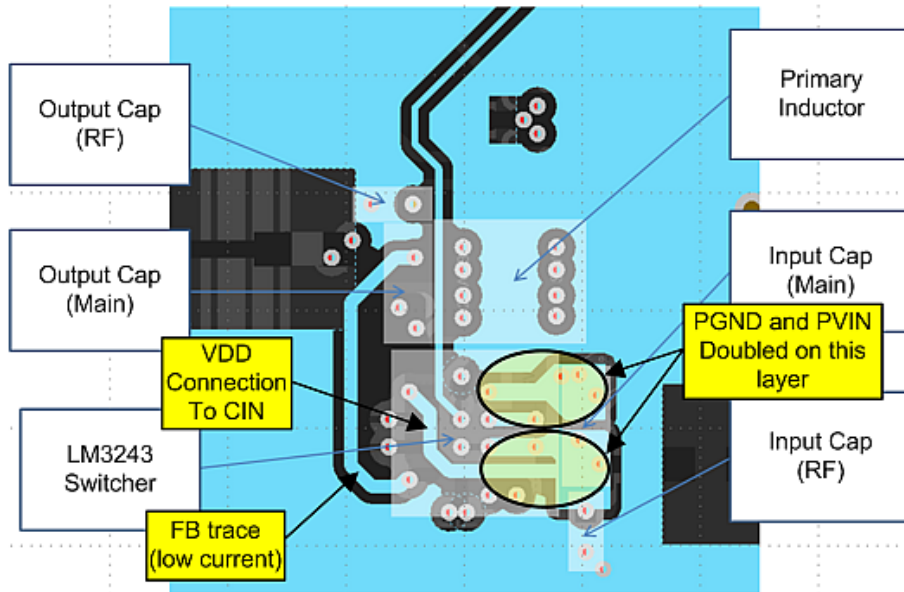 Output Cap
(RF)
Output Cap
(Main)
VDD
Connection
To CIN
LM3243
Switcher
FB trace
(low current)
Primary
Inductor
Input Cap
(Main)
PGND and PVIN
Doubled on this
layer
Input Cap
(RF)